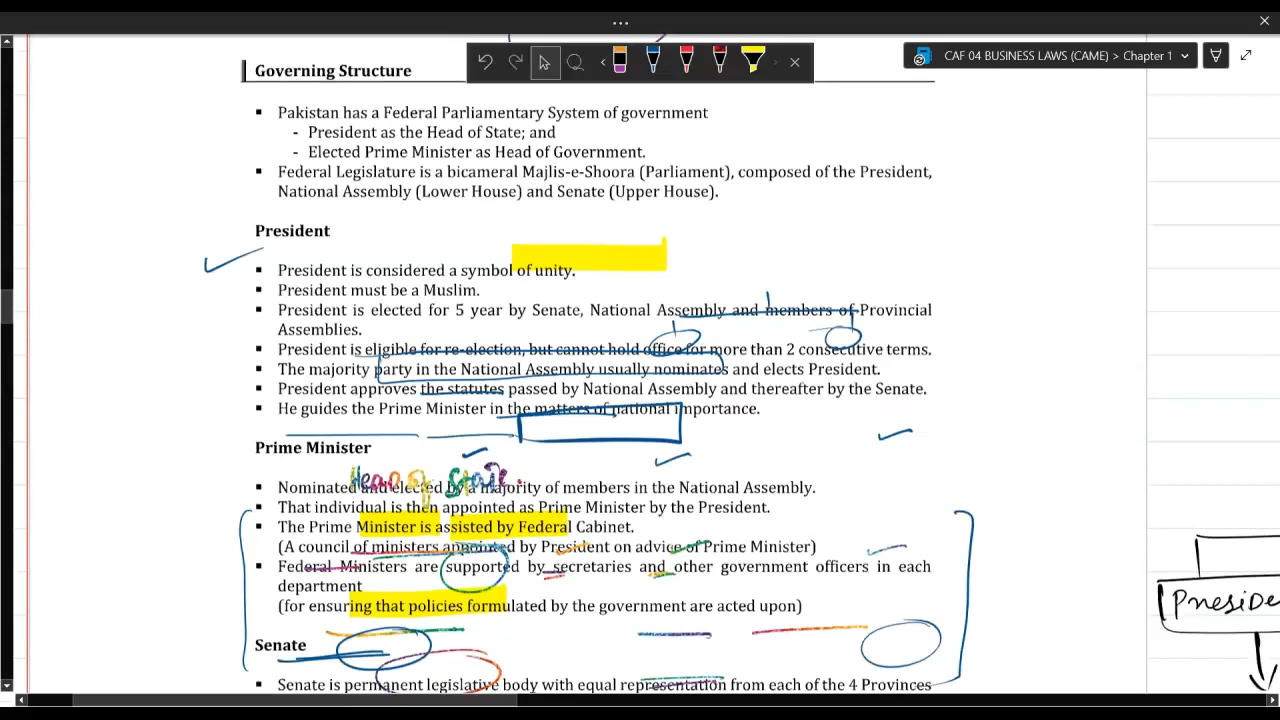 CAF 04 BUSINESS LAWS (CAME) > Chapter 1
Governing Structure
▪ Pakistan has a Federal Parliamentary System of government
- President as the Head of State; and
- Elected Prime Minister as Head of Government.
▪ Federal Legislature is a bicameral Majlis-e-Shoora (Parliament), composed of the President,
National Assembly (Lower House) and Senate (Upper House).
President
▪ President is considered a symbol of unity.
▪ President must be a Muslim.
▪ President is elected for 5 year by Senate, National Assembly and members of Provincial
Assemblies.
▪ President is eligible for re-election, but cannot hold office for more than 2 consecutive terms.
▪ The majority party in the National Assembly usually nominates and elects President.
▪ President approves the statutes passed by National Assembly and thereafter by the Senate.
▪ He guides the Prime Minister in the matters of national importance.
Prime Minister
Head of State.
▪ Nominated and elected by a majority of members in the National Assembly.
▪ That individual is then appointed as Prime Minister by the President.
▪ The Prime Minister is assisted by Federal Cabinet.
(A council of ministers appointed by President on advice of Prime Minister)
▪ Federal Ministers are supported by secretaries and other government officers in each
department
(for ensuring that policies formulated by the government are acted upon)
Preside
Senate
▪ Senate is permanent legislative body with equal representation from each of the 4 Provinces